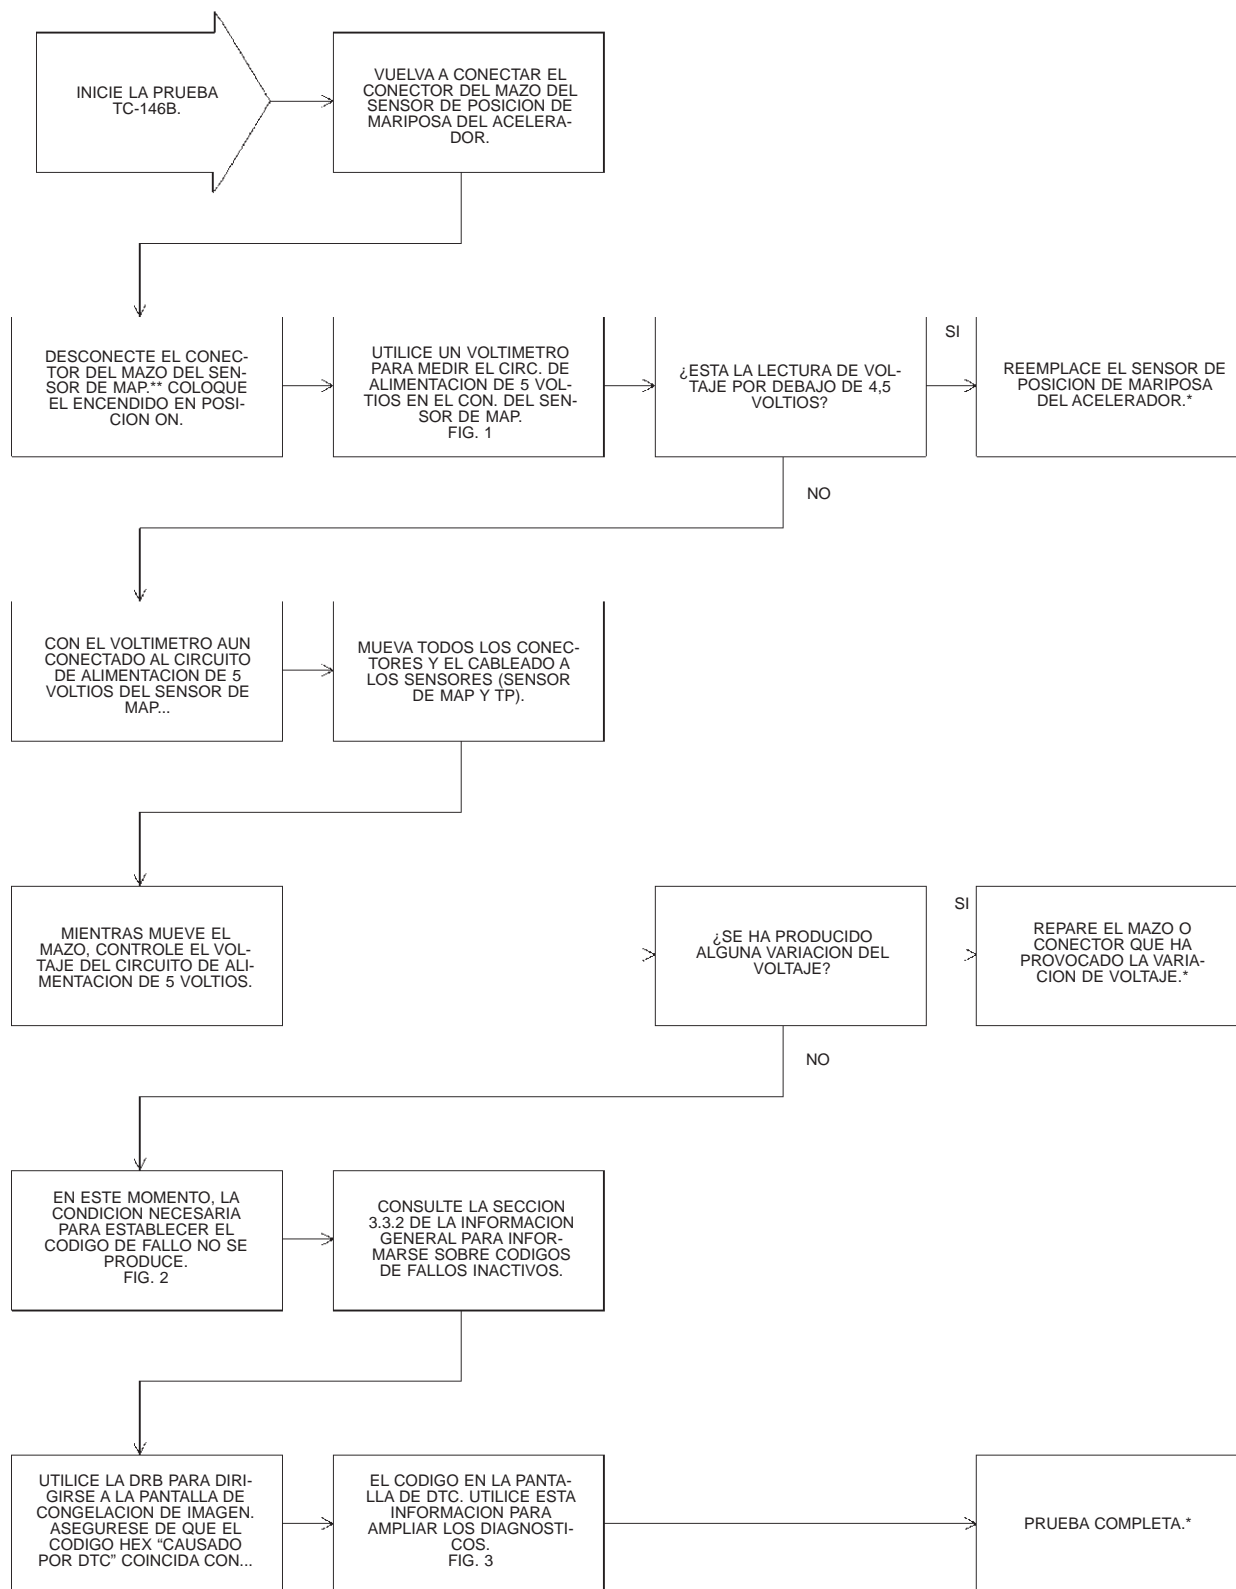 INICIE LA PRUEBA
TC-146B.
VUELVA A CONECTAR EL
CONECTOR DEL MAZO DEL
SENSOR DE POSICION DE
MARIPOSA DEL ACELERA-
DOR.
DESCONECTE EL CONEC-
TOR DEL MAZO DEL SEN-
SOR DE MAP.** COLOQUE
EL ENCENDIDO EN POSI-
CION ON.
UTILICE UN VOLTIMETRO
PARA MEDIR EL CIRC. DE
ALIMENTACION DE 5 VOL-
TIOS EN EL CON. DEL SEN-
SOR DE MAP.
FIG. 1
¿ESTA LA LECTURA DE VOL-
TAJE POR DEBAJO DE 4,5
VOLTIOS?
SI
REEMPLACE EL SENSOR DE
POSICION DE MARIPOSA
DEL ACELERADOR.*
NO
CON EL VOLTIMETRO AUN
CONECTADO AL CIRCUITO
DE ALIMENTACION DE 5
VOLTIOS DEL SENSOR DE
MAP...
MUEVA TODOS LOS CONEC-
TORES Y EL CABLEADO A
LOS SENSORES (SENSOR
DE MAP Y TP).
MIENTRAS MUEVE EL
MAZO, CONTROLE EL VOL-
TAJE DEL CIRCUITO DE ALI-
MENTACION DE 5 VOLTIOS.
¿SE HA PRODUCIDO
ALGUNA VARIACION DEL
VOLTAJE?
SI
REPARE EL MAZO O
CONECTOR QUE HA
PROVOCADO LA VARIA-
CION DE VOLTAJE.*
NO
EN ESTE MOMENTO, LA
CONDICION NECESARIA
PARA ESTABLECER EL
CODIGO DE FALLO NO SE
PRODUCE.
FIG. 2
CONSULTE LA SECCION
3.3.2 DE LA INFORMACION
GENERAL PARA INFOR-
MARSE SOBRE CODIGOS
DE FALLOS INACTIVOS.
UTILICE LA DRB PARA DIRI-
GIRSE A LA PANTALLA DE
CONGELACION DE IMAGEN.
ASEGURESE DE QUE EL
CODIGO HEX “CAUSADO
POR DTC” COINCIDA CON...
EL CODIGO EN LA PANTA-
LLA DE DTC. UTILICE ESTA
INFORMACION PARA
AMPLIAR LOS DIAGNOSTI-
COS.
FIG. 3
PRUEBA COMPLETA.*